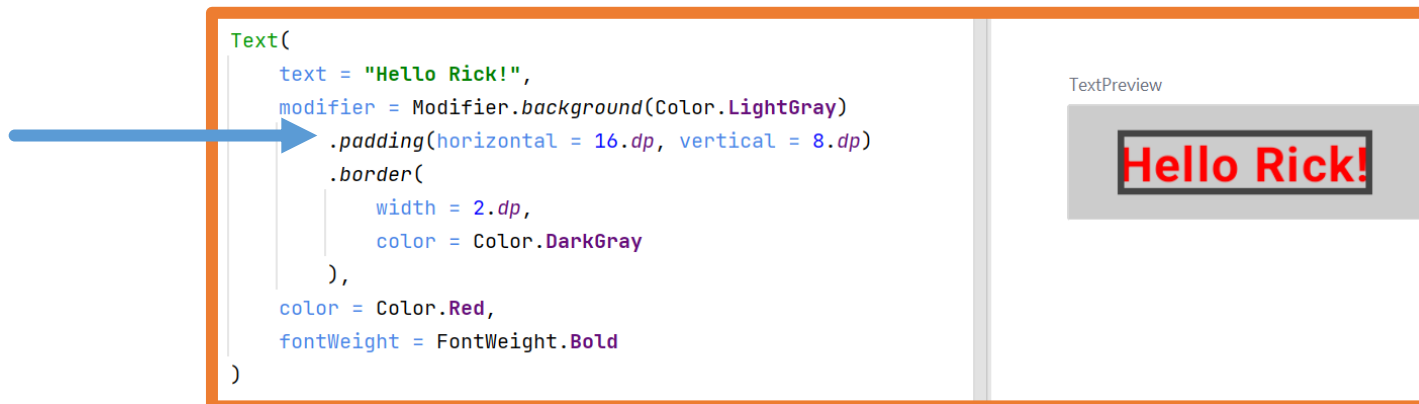 Text(
    text = "Hello Rick!",
    modifier = Modifier.background(Color.LightGray)
        .padding(horizontal = 16.dp, vertical = 8.dp)
        .border(
            width = 2.dp,
            color = Color.DarkGray
        ),
    color = Color.Red,
    fontWeight = FontWeight.Bold
)
TextPreview
Hello Rick!